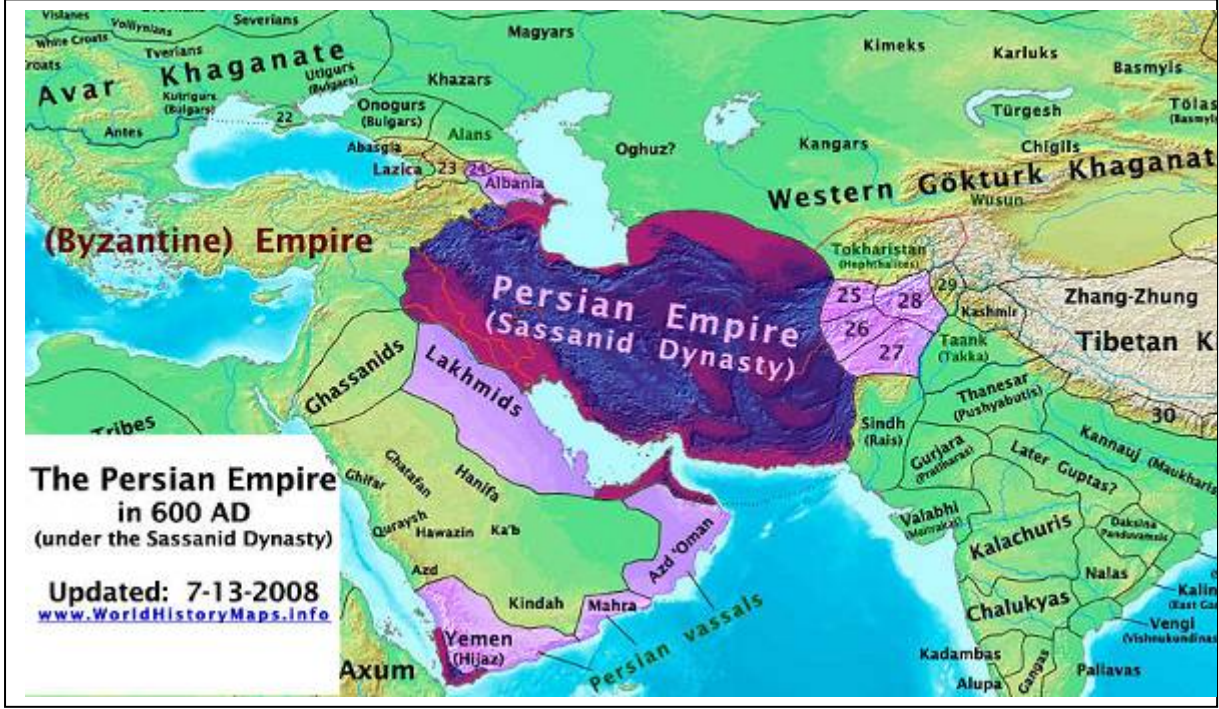 Vislanes
Volhynians
Severians
White Croats
Tverians
Croats
Khaganate
Avar
Utigurs
(Bulgars)
Kutrigurs
(Bulgars)
Antes
22
Magyars
Khazars
Onogurs
(Bulgars)
Alans
Abasgia
Lazica
23
24
Albania
Kimeks
Karluks
Basmyls
Türgesh
Tölas
(Basmyls
Oghuz?
Kangars
Chigils
Western Göktürk Khaganat
Wusun
(Byzantine) Empire
Persian Empire
(Sassanid Dynasty)
Tokharistan
(Hephthalites)
25
28
29
26
27
Kashmir
Taank
(Takka)
Zhang-Zhung
Tibetan K
Ghassanids
Lakhmids
Tribes
Thanesar
(Pushyabutis)
30
Sindh
(Rais)
Gurjara
(Pratiharas)
Later Guptas?
Kannauj (Maukharis
Ghifar
Ghatafan
Hanifa
Quraysh
Hawazin
Ka'b
Azd
Kindah
Mahra
Azd 'Oman
Yemen
(Hijaz)
Persian vassals
Axum
Valabhi
(Maitrakas)
Kalachuris
Daksina
Panduvamsis
Nalas
Kalin
(East Gan
Chalukyas
Vengi
(Vishnukundinas
Kadambas
Alupa
Gangas
Pallavas
The Persian Empire
in 600 AD
(under the Sassanid Dynasty)
Updated: 7-13-2008
www.WorldHistoryMaps.info